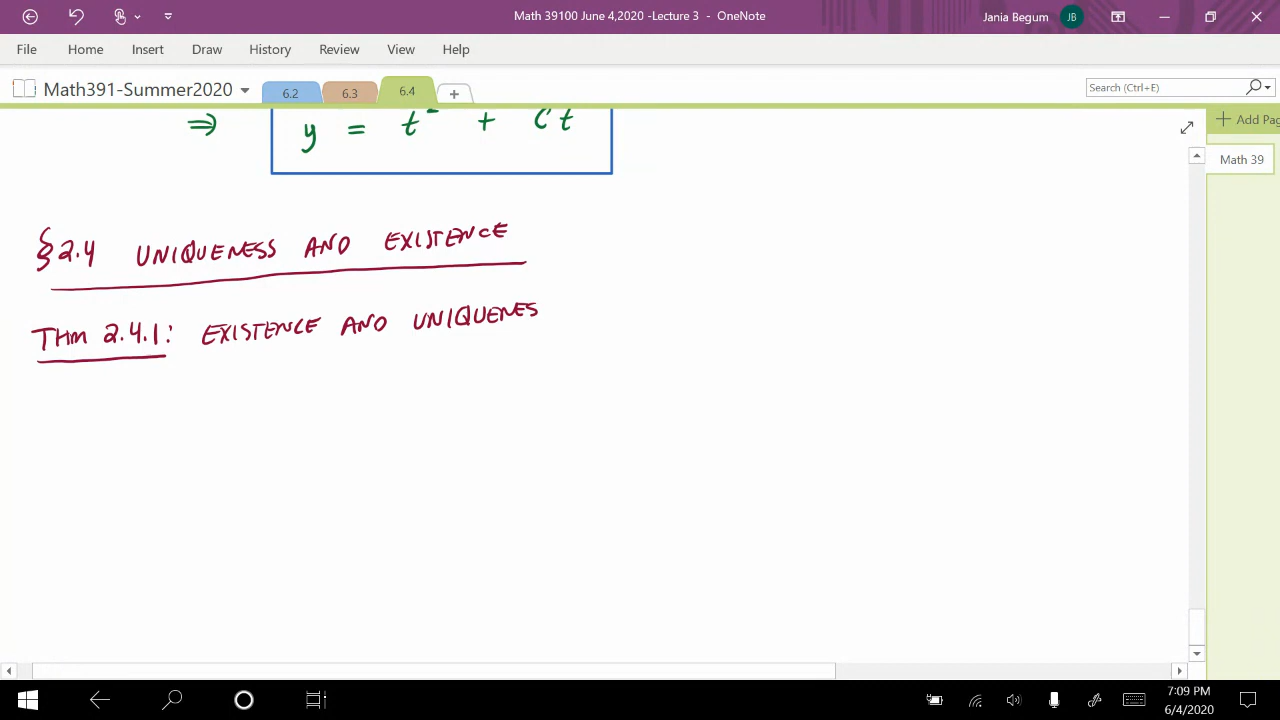 Math 39100 June 4,2020 -Lecture 3 - OneNote
Jania Begum JB
File Home Insert Draw History Review View Help
Math391-Summer2020 6.2 6.3 6.4
Search (Ctrl+E)
Add Pag
Math 39
⇒ y = t² + Ct
§2.4 UNIQUENESS AND EXISTENCE
THM 2.4.1: EXISTENCE AND UNIQUENES
7:09 PM
6/4/2020